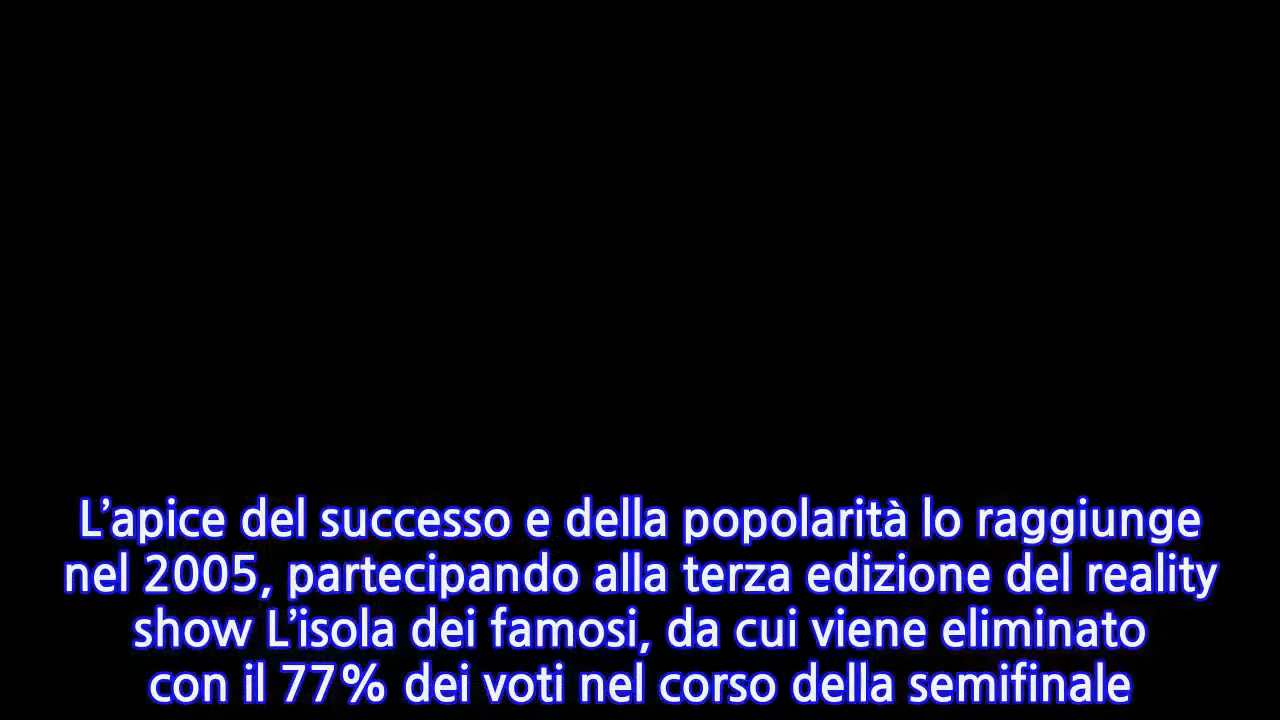 L’apice del successo e della popolarità lo raggiunge
nel 2005, partecipando alla terza edizione del reality
show L’isola dei famosi, da cui viene eliminato
con il 77% dei voti nel corso della semifinale